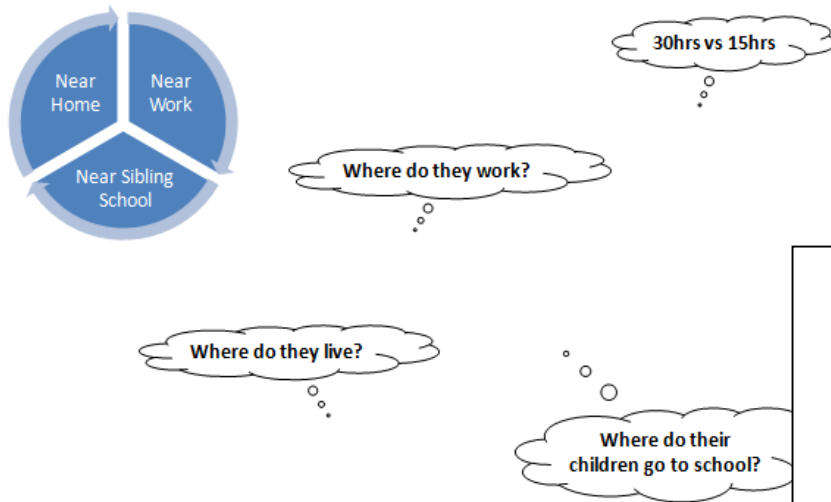 30hrs vs 15hrs
Near
Home
Near
Work
Near Sibling
School
Where do they work?
Where do they live?
Where do their
children go to school?